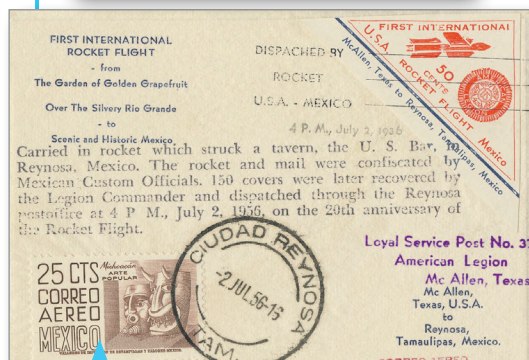 FIRST INTERNATIONAL
ROCKET FLIGHT
- from
The Garden of Golden Grapefruit
Over The Silvery Rio Grande
- to
Scenic and Historic Mexico
DISPACHED BY
ROCKET
U.S.A. - MEXICO
4 P. M., July 2, 1936
FIRST INTERNATIONAL
U.S.A.
50
CENTS
ROCKET FLIGHT
Mexico
McAllen, Texas to Reynosa, Tamaulipas, Mexico
Carried in rocket which struck a tavern, the U. S. Bar, in
Reynosa, Mexico. The rocket and mail were confiscated by
Mexican Custom Officials. 150 covers were later recovered by
the Legion Commander and dispatched through the Reynosa
postoffice at 4 P M., July 2, 1956, on the 20th anniversary of
the Rocket Flight.
25 CTS
CORREO
AEREO
MEXICO
Michoacán
ARTE
POPULAR
CIUDAD REYNOSA
-2 JUL.56-16
TAM.
Loyal Service Post No. 37
American Legion
Mc Allen, Texas
Mc Allen,
Texas, U.S.A.
to
Reynosa,
Tamaulipas, Mexico.